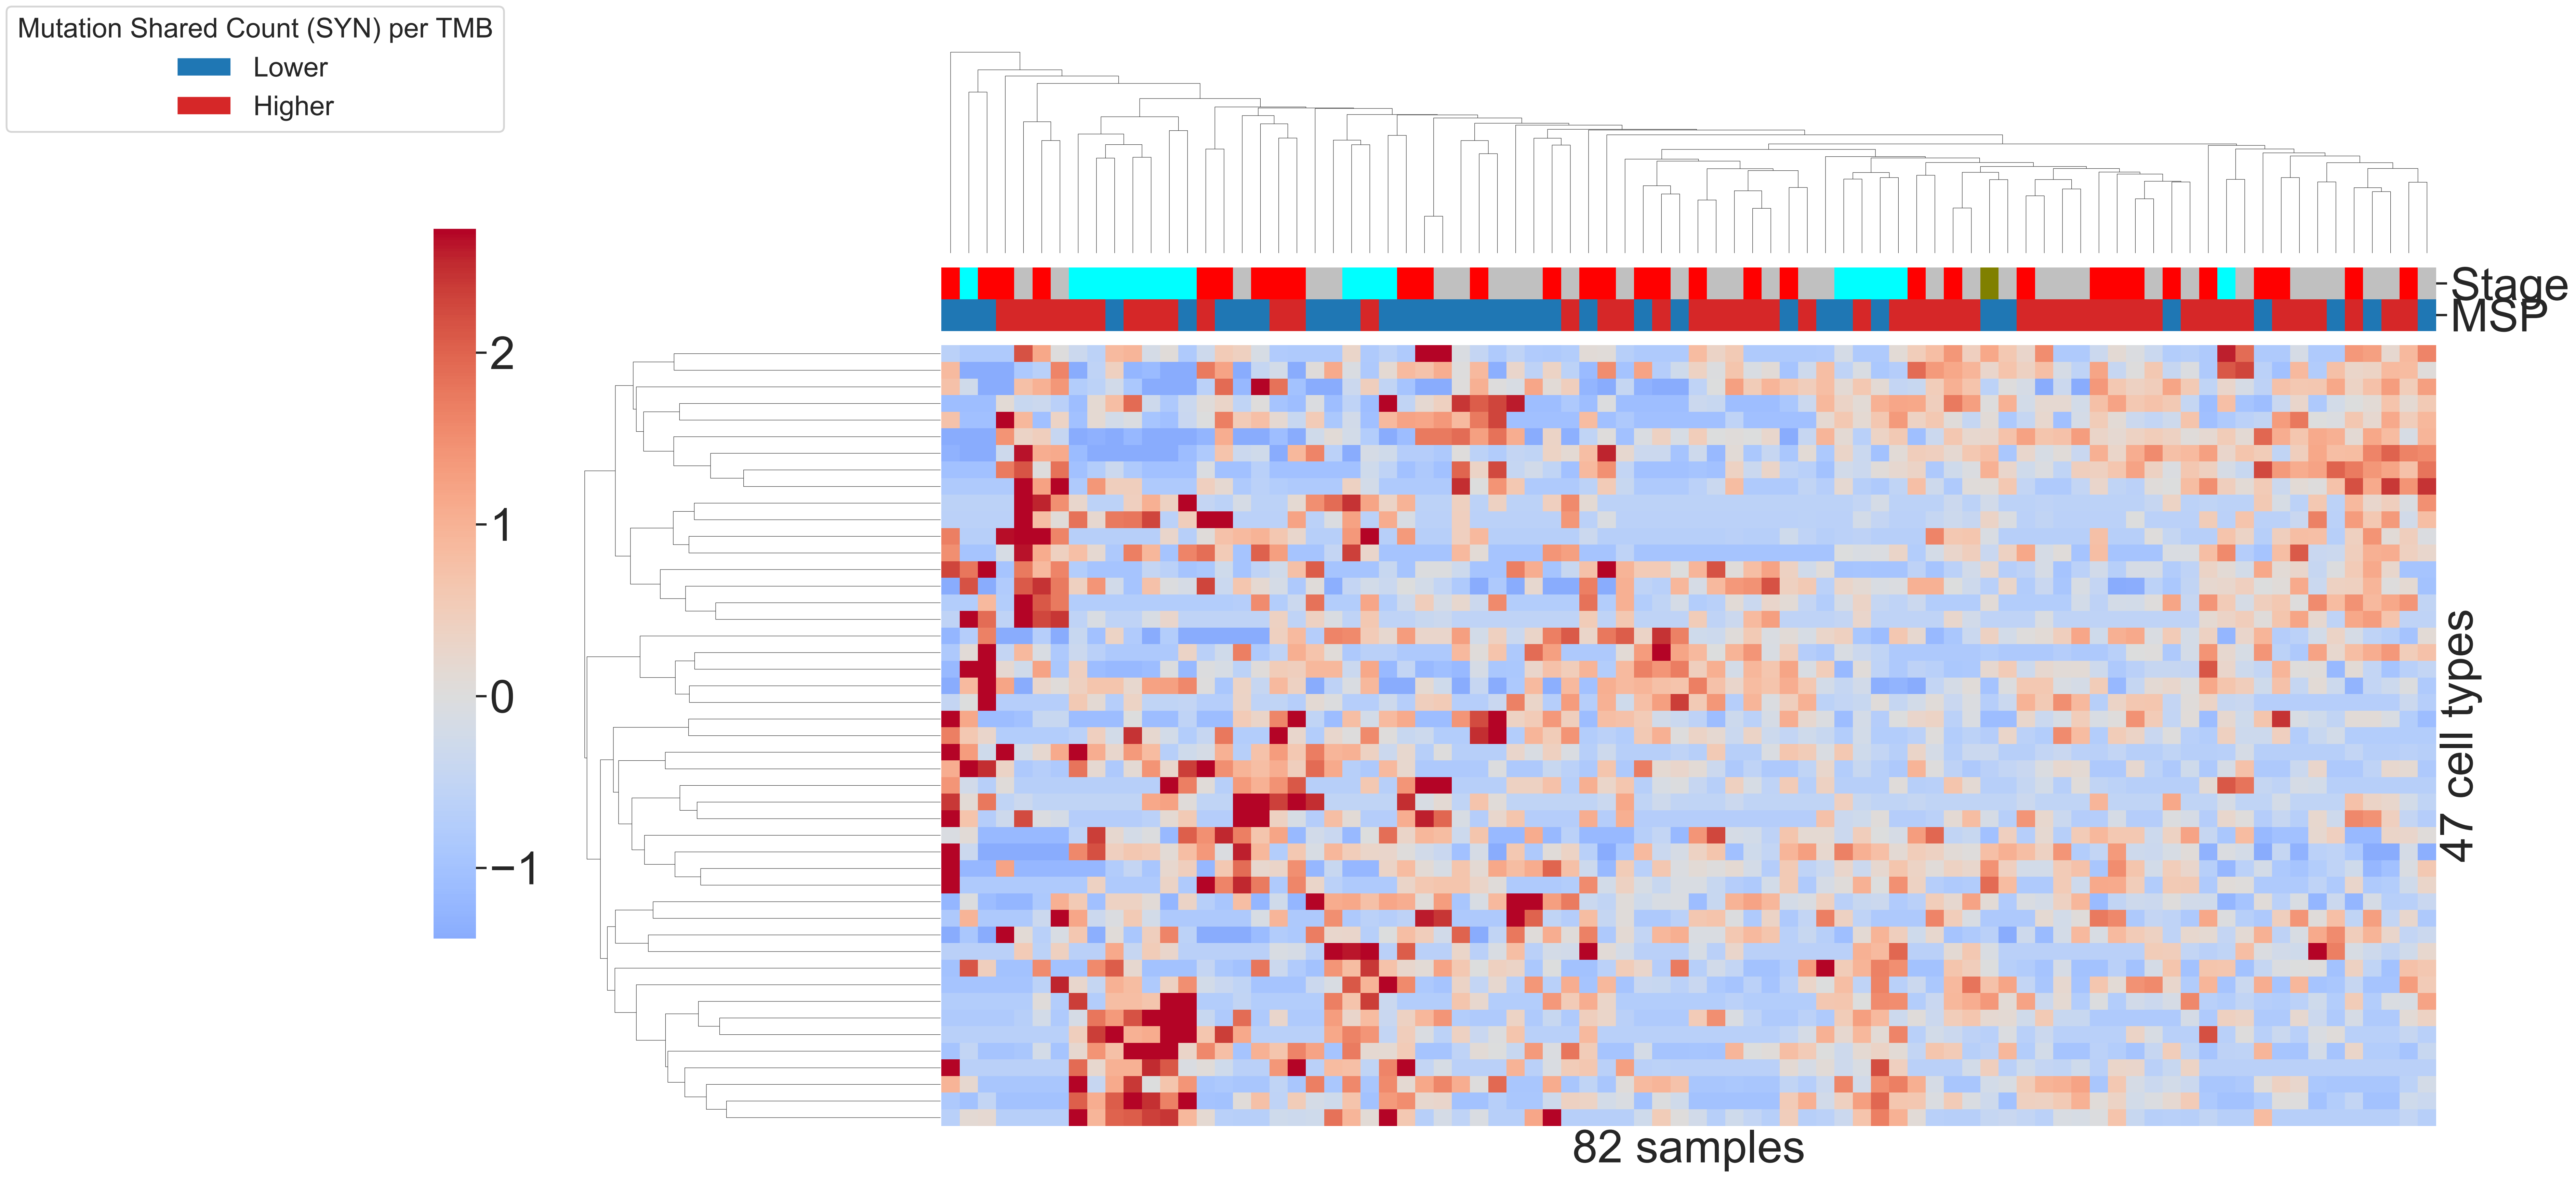 Mutation Shared Count (SYN) per TMB
Lower
Higher
Stage
MSP
2
1
0
−1
47 cell types
82 samples